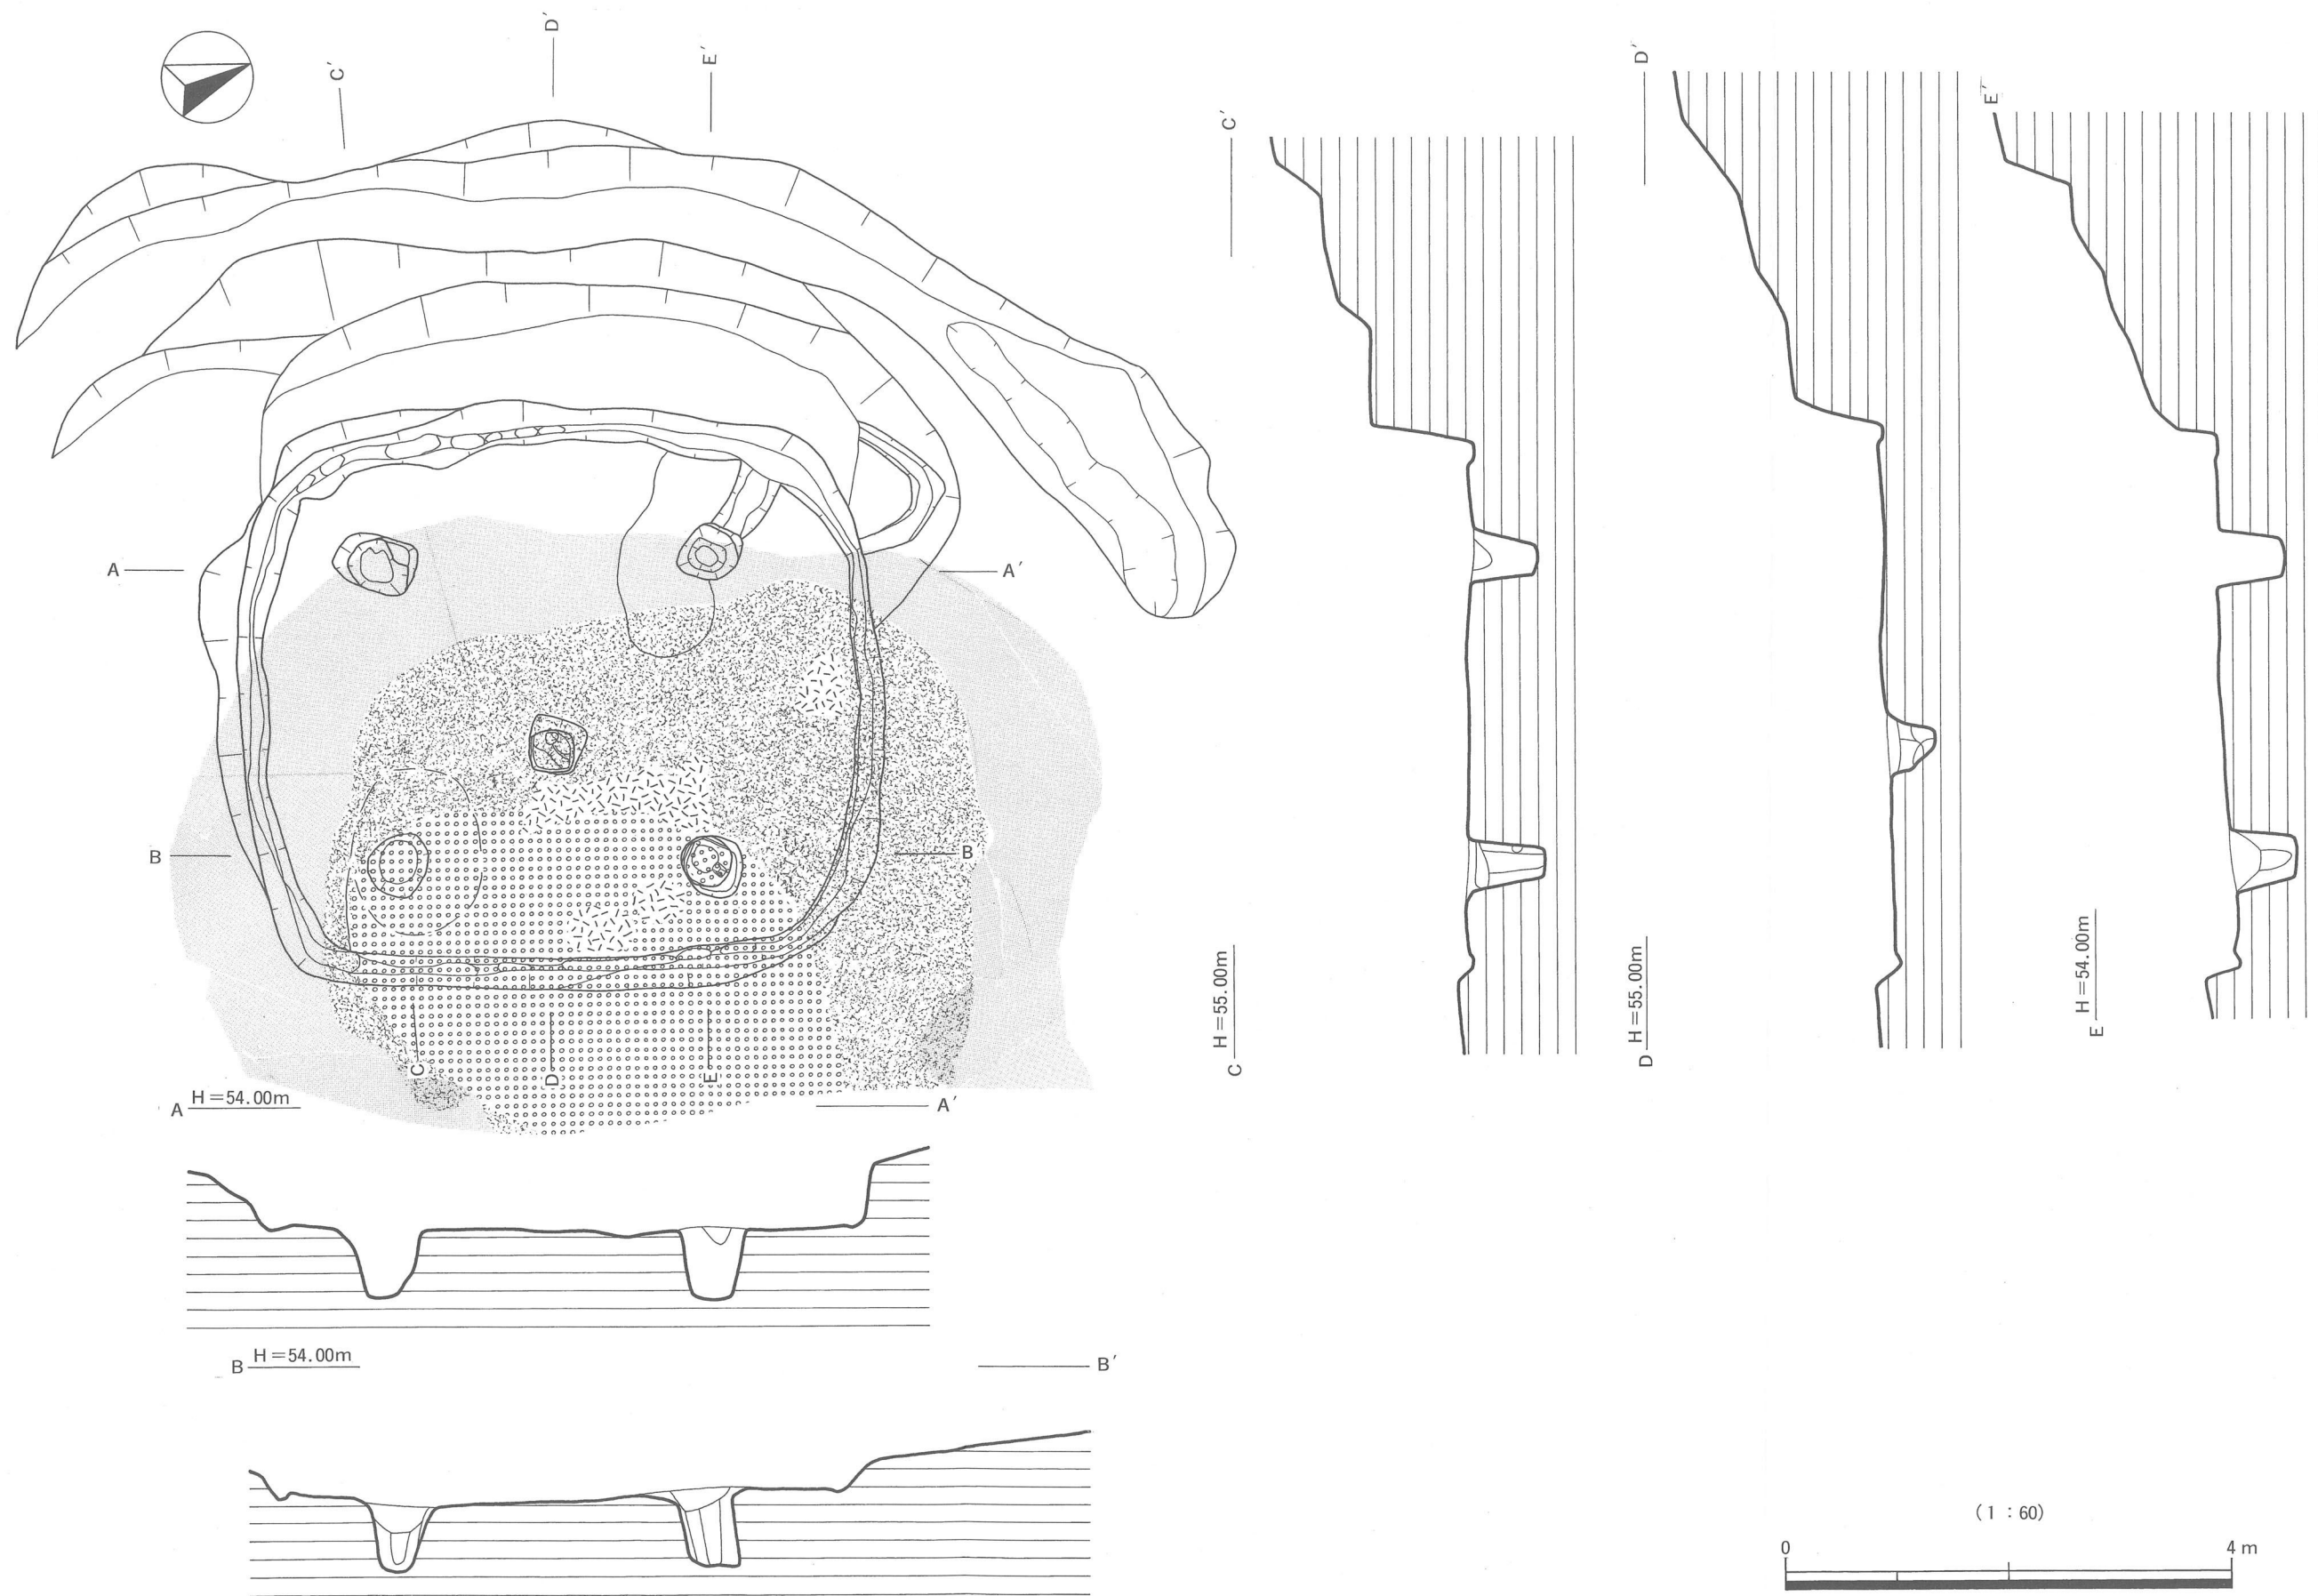 C′
D′
E′
A
A′
B
B′
C
D
E
A H=54.00m A′
B H=54.00m B′
C′
C H=55.00m
D′
D H=55.00m
E′
E H=54.00m
(1 : 60)
0 4 m